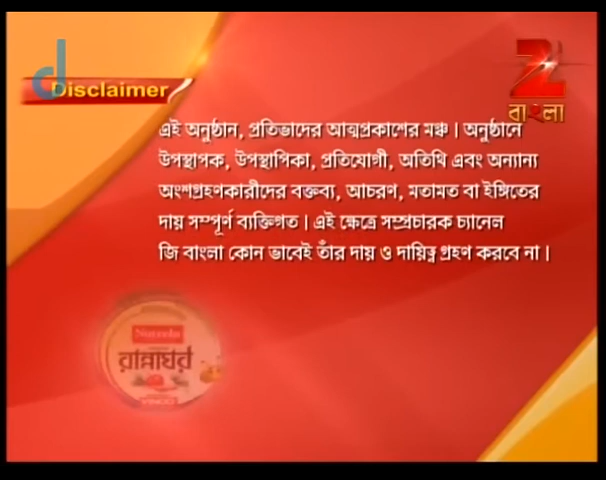 Disclaimer
বাংলা
এই অনুষ্ঠান, প্রতিভাদের আত্মপ্রকাশের মঞ্চ। অনুষ্ঠানে
উপস্থাপক, উপস্থাপিকা, প্রতিযোগী, অতিথি এবং অন্যান্য
অংশগ্রহণকারীদের বক্তব্য, আচরণ, মতামত বা ইঙ্গিতের
দায় সম্পূর্ণ ব্যক্তিগত। এই ক্ষেত্রে সম্প্রচারক চ্যানেল
জি বাংলা কোন ভাবেই তাঁর দায় ও দায়িত্ব গ্রহণ করবে না।
রান্নাঘর